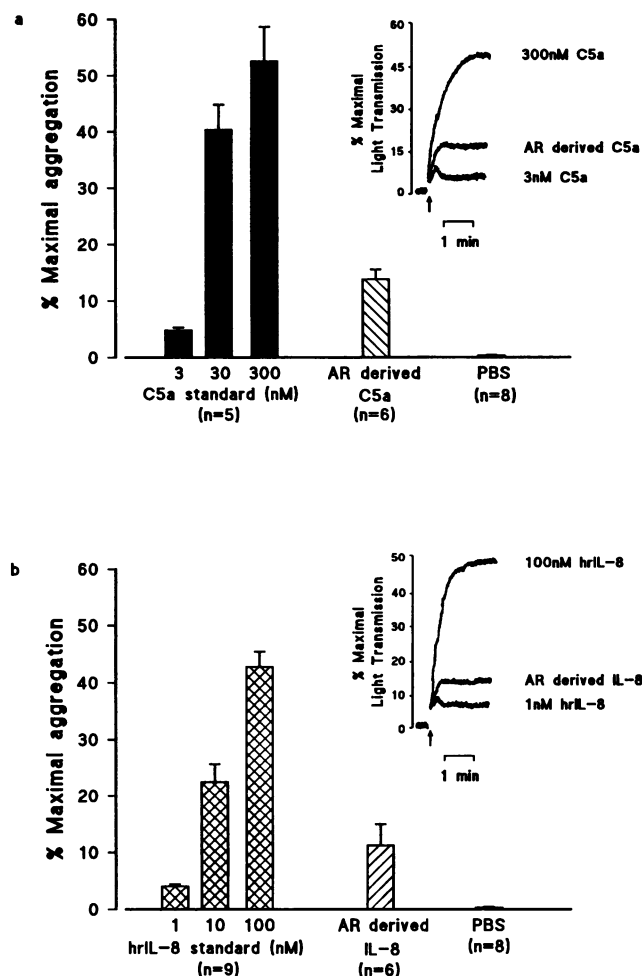 a
% Maximal aggregation
60
50
40
30
20
10
0
3 30 300
C5a standard (nM)
(n=5)
AR derived
C5a
(n=6)
PBS
(n=8)
% Maximal
Light Transmission
60
45
30
15
0
300nM C5a
AR derived C5a
3nM C5a
1 min
b
% Maximal aggregation
60
50
40
30
20
10
0
1 10 100
hrIL-8 standard (nM)
(n=9)
AR derived
IL-8
(n=6)
PBS
(n=8)
% Maximal
Light Transmission
50
40
30
20
10
0
100nM hrIL-8
AR derived IL-8
1nM hrIL-8
1 min